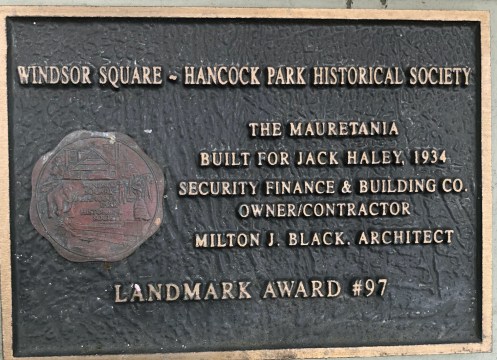 WINDSOR SQUARE ~ HANCOCK PARK HISTORICAL SOCIETY
THE MAURETANIA
BUILT FOR JACK HALEY, 1934
SECURITY FINANCE & BUILDING CO.
OWNER/CONTRACTOR
MILTON J. BLACK, ARCHITECT
LANDMARK AWARD #97